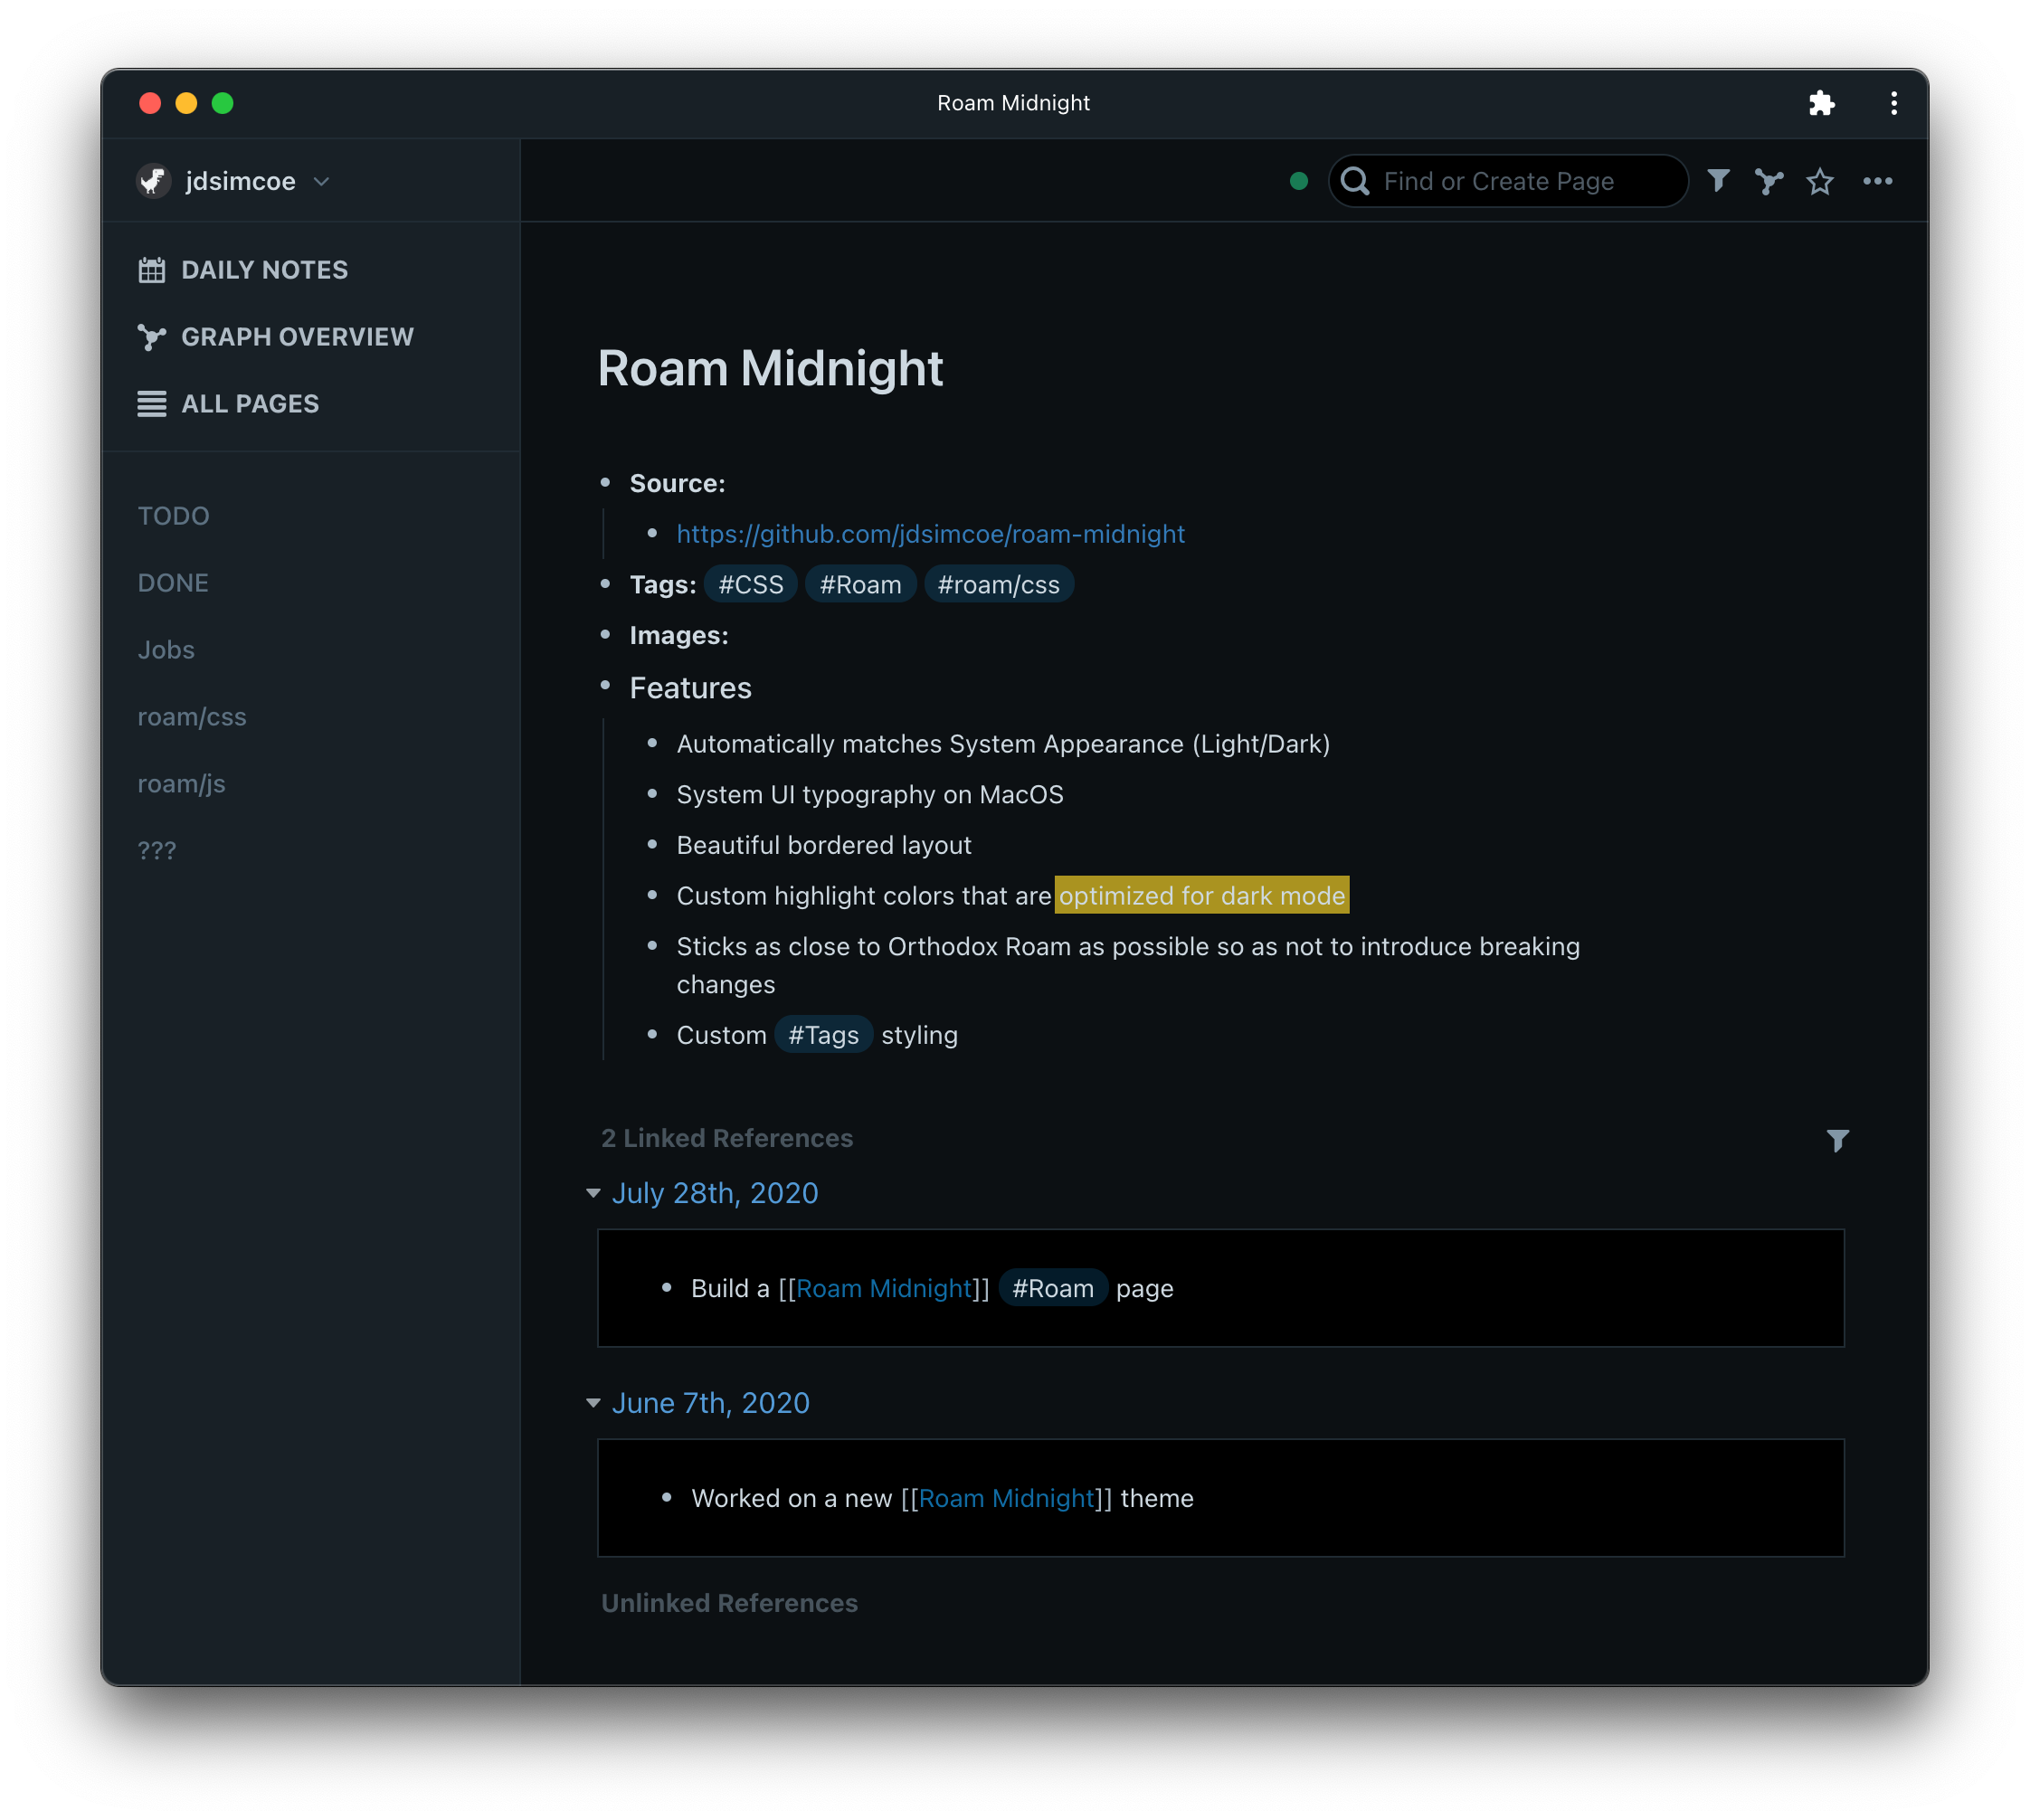 Roam Midnight
jdsimcoe
Find or Create Page
DAILY NOTES
GRAPH OVERVIEW
ALL PAGES
TODO
DONE
Jobs
roam/css
roam/js
???
Roam Midnight
Source:
https://github.com/jdsimcoe/roam-midnight
Tags: #CSS #Roam #roam/css
Images:
Features
Automatically matches System Appearance (Light/Dark)
System UI typography on MacOS
Beautiful bordered layout
Custom highlight colors that are optimized for dark mode
Sticks as close to Orthodox Roam as possible so as not to introduce breaking
changes
Custom #Tags styling
2 Linked References
July 28th, 2020
Build a [[Roam Midnight]] #Roam page
June 7th, 2020
Worked on a new [[Roam Midnight]] theme
Unlinked References